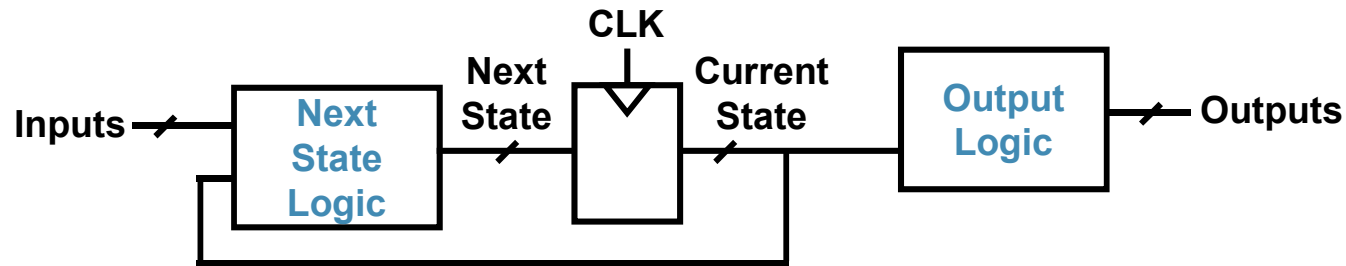 Inputs
Next
State
Logic
Next
State
CLK
Current
State
Output
Logic
Outputs